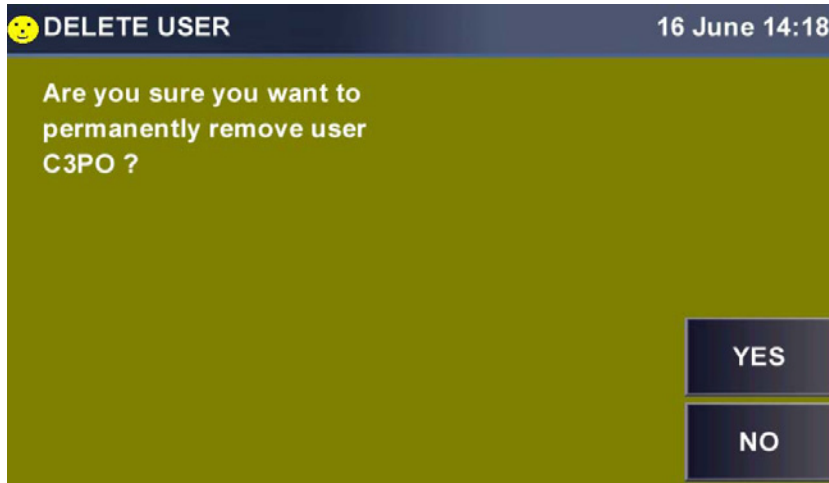 DELETE USER
16 June 14:18
Are you sure you want to
permanently remove user
C3PO ?
YES
NO